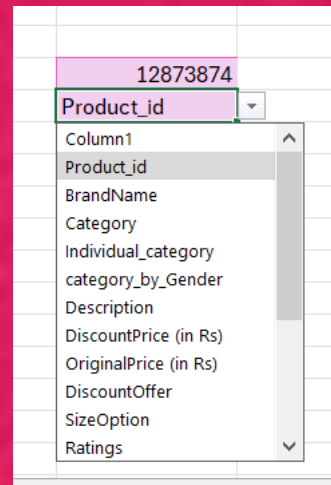 12873874
Product_id
Column1
Product_id
BrandName
Category
Individual_category
category_by_Gender
Description
DiscountPrice (in Rs)
OriginalPrice (in Rs)
DiscountOffer
SizeOption
Ratings